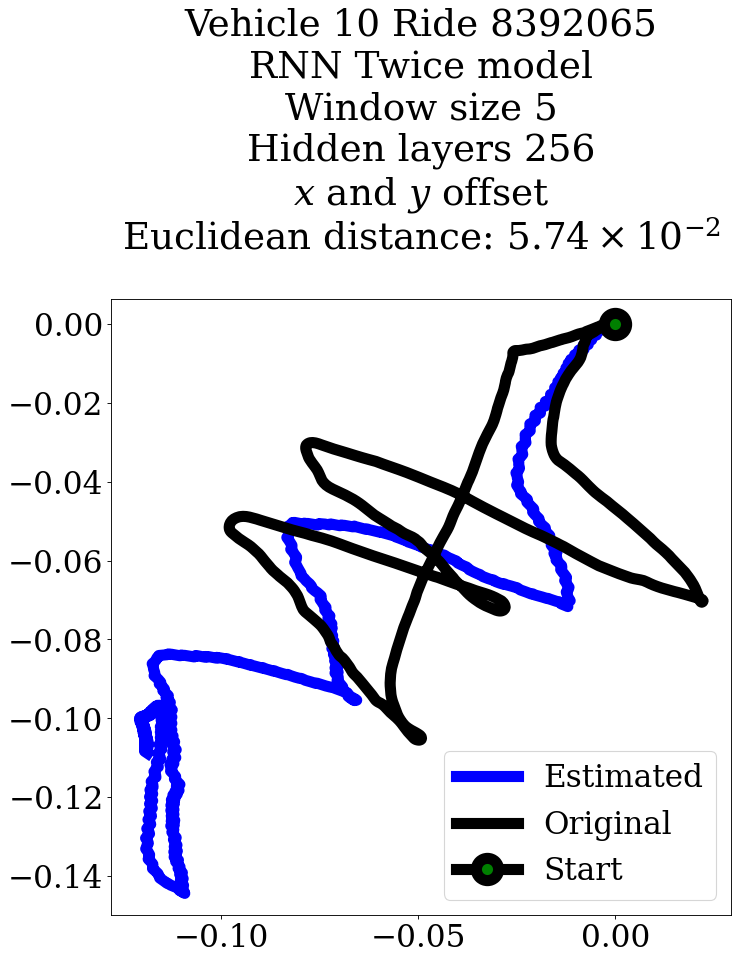 Vehicle 10 Ride 8392065
RNN Twice model
Window size 5
Hidden layers 256
x and y offset
Euclidean distance: 5.74 × 10⁻²
0.00
−0.02
−0.04
−0.06
−0.08
−0.10
−0.12
−0.14
Estimated
Original
Start
−0.10 −0.05 0.00